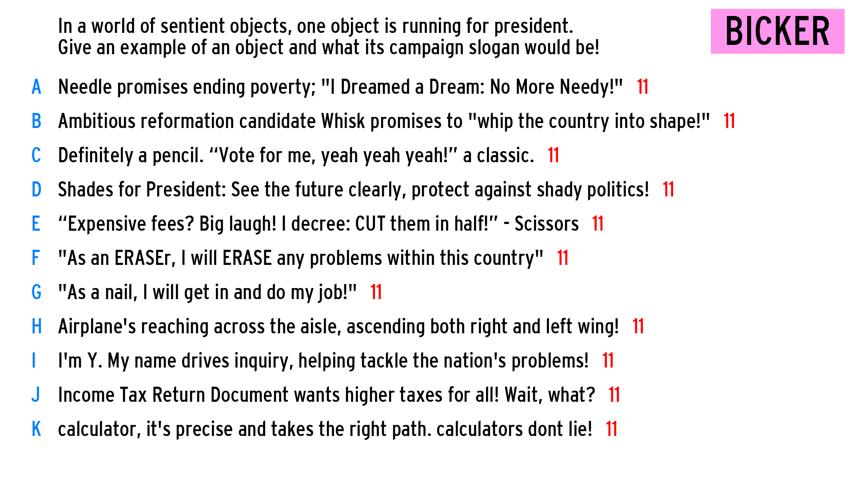 In a world of sentient objects, one object is running for president.
Give an example of an object and what its campaign slogan would be!
BICKER
A Needle promises ending poverty; "I Dreamed a Dream: No More Needy!" 11
B Ambitious reformation candidate Whisk promises to "whip the country into shape!" 11
C Definitely a pencil. “Vote for me, yeah yeah yeah!” a classic. 11
D Shades for President: See the future clearly, protect against shady politics! 11
E “Expensive fees? Big laugh! I decree: CUT them in half!” - Scissors 11
F "As an ERASEr, I will ERASE any problems within this country" 11
G "As a nail, I will get in and do my job!" 11
H Airplane's reaching across the aisle, ascending both right and left wing! 11
I I'm Y. My name drives inquiry, helping tackle the nation's problems! 11
J Income Tax Return Document wants higher taxes for all! Wait, what? 11
K calculator, it's precise and takes the right path. calculators dont lie! 11